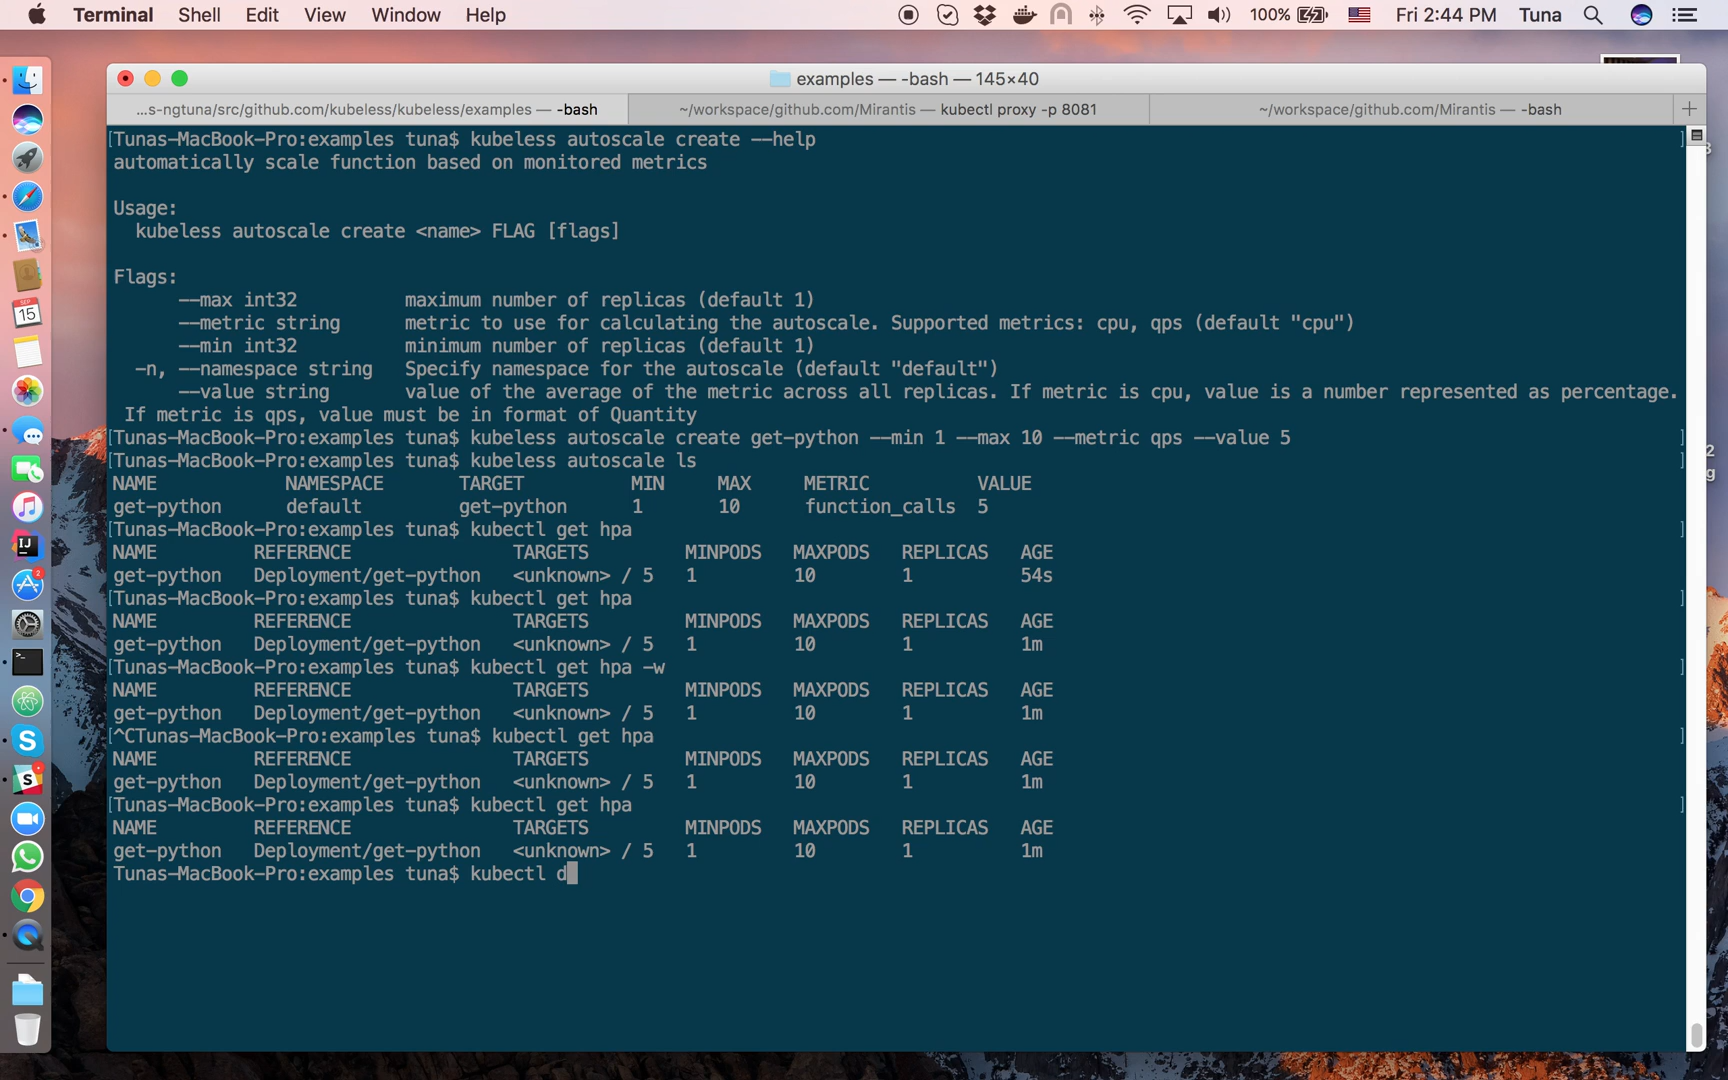 Terminal Shell Edit View Window Help 100% Fri 2:44 PM Tuna
examples — -bash — 145×40
...s-ngtuna/src/github.com/kubeless/kubeless/examples — -bash ~/workspace/github.com/Mirantis — kubectl proxy -p 8081 ~/workspace/github.com/Mirantis — -bash
[Tunas-MacBook-Pro:examples tuna$ kubeless autoscale create --help ]
automatically scale function based on monitored metrics
Usage:
kubeless autoscale create <name> FLAG [flags]
Flags:
--max int32 maximum number of replicas (default 1)
--metric string metric to use for calculating the autoscale. Supported metrics: cpu, qps (default "cpu")
--min int32 minimum number of replicas (default 1)
-n, --namespace string Specify namespace for the autoscale (default "default")
--value string value of the average of the metric across all replicas. If metric is cpu, value is a number represented as percentage.
If metric is qps, value must be in format of Quantity
[Tunas-MacBook-Pro:examples tuna$ kubeless autoscale create get-python --min 1 --max 10 --metric qps --value 5 ]
[Tunas-MacBook-Pro:examples tuna$ kubeless autoscale ls ]
NAME NAMESPACE TARGET MIN MAX METRIC VALUE
get-python default get-python 1 10 function_calls 5
[Tunas-MacBook-Pro:examples tuna$ kubectl get hpa ]
NAME REFERENCE TARGETS MINPODS MAXPODS REPLICAS AGE
get-python Deployment/get-python <unknown> / 5 1 10 1 54s
[Tunas-MacBook-Pro:examples tuna$ kubectl get hpa ]
NAME REFERENCE TARGETS MINPODS MAXPODS REPLICAS AGE
get-python Deployment/get-python <unknown> / 5 1 10 1 1m
[Tunas-MacBook-Pro:examples tuna$ kubectl get hpa -w ]
NAME REFERENCE TARGETS MINPODS MAXPODS REPLICAS AGE
get-python Deployment/get-python <unknown> / 5 1 10 1 1m
[^CTunas-MacBook-Pro:examples tuna$ kubectl get hpa ]
NAME REFERENCE TARGETS MINPODS MAXPODS REPLICAS AGE
get-python Deployment/get-python <unknown> / 5 1 10 1 1m
[Tunas-MacBook-Pro:examples tuna$ kubectl get hpa ]
NAME REFERENCE TARGETS MINPODS MAXPODS REPLICAS AGE
get-python Deployment/get-python <unknown> / 5 1 10 1 1m
Tunas-MacBook-Pro:examples tuna$ kubectl d
SEP
15
IJ
2